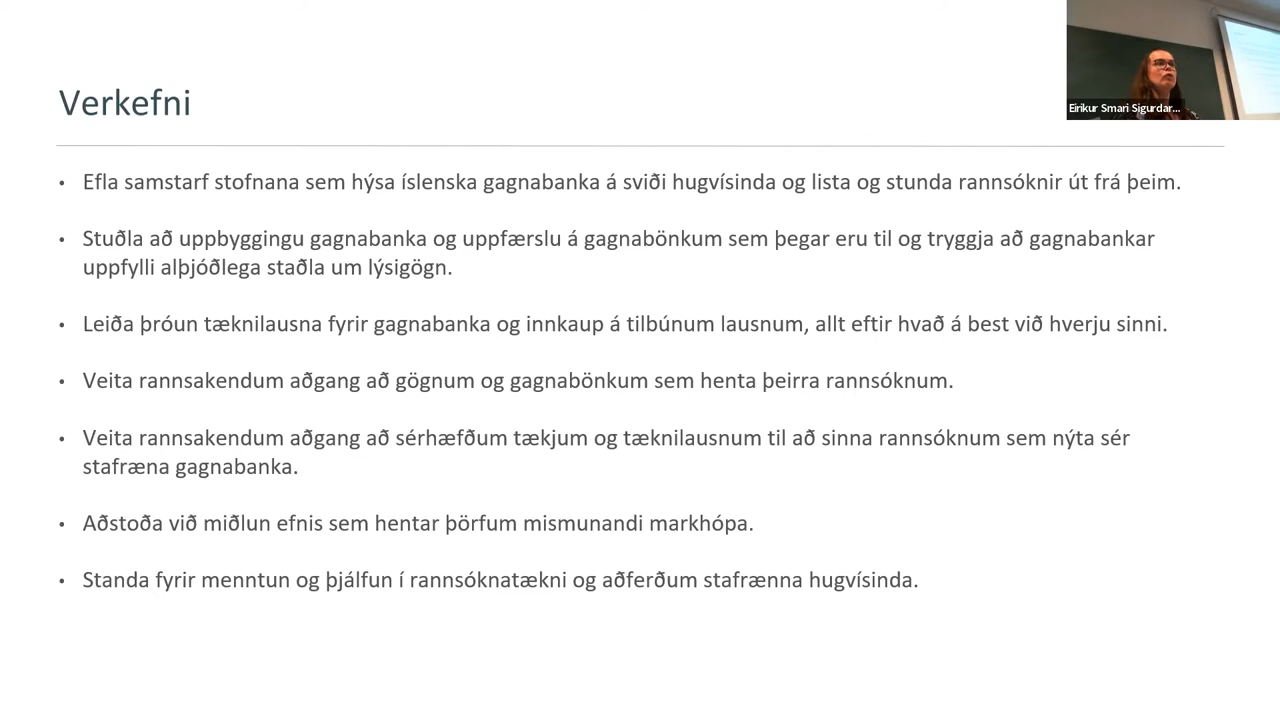 Verkefni
Eirikur Smari Sigurdar...
• Efla samstarf stofnana sem hýsa íslenska gagnabanka á sviði hugvísinda og lista og stunda rannsóknir út frá þeim.
• Stuðla að uppbyggingu gagnabanka og uppfærslu á gagnabönkum sem þegar eru til og tryggja að gagnabankar
uppfylli alþjóðlega staðla um lýsigögn.
• Leiða þróun tæknilausna fyrir gagnabanka og innkaup á tilbúnum lausnum, allt eftir hvað á best við hverju sinni.
• Veita rannsakendum aðgang að gögnum og gagnabönkum sem henta þeirra rannsóknum.
• Veita rannsakendum aðgang að sérhæfðum tækjum og tæknilausnum til að sinna rannsóknum sem nýta sér
stafræna gagnabanka.
• Aðstoða við miðlun efnis sem hentar þörfum mismunandi markhópa.
• Standa fyrir menntun og þjálfun í rannsóknatækni og aðferðum stafrænna hugvísinda.